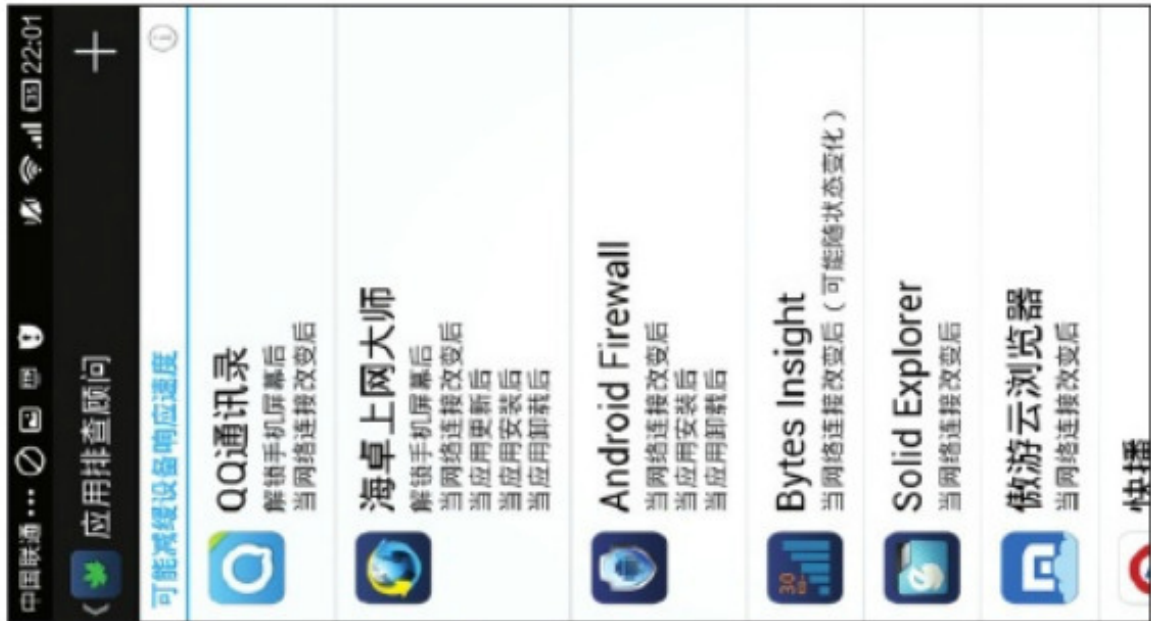 中国联通 ••• 35 22:01
应用排查顾问
可能减缓设备响应速度
QQ通讯录
解锁手机屏幕后
当网络连接改变后
海卓上网大师
解锁手机屏幕后
当网络连接改变后
当应用更新后
当应用安装后
当应用卸载后
Android Firewall
当网络连接改变后
当应用安装后
当应用卸载后
30
Bytes Insight
当网络连接改变后（可能随状态变化）
Solid Explorer
当网络连接改变后
傲游云浏览器
当网络连接改变后
快播